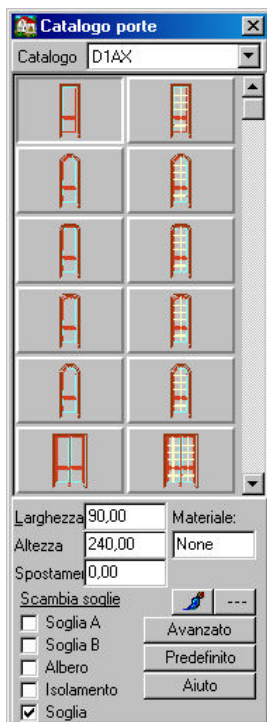 Catalogo porte
Catalogo D1AX
Larghezza 90,00 Materiale:
Altezza 240,00 None
Spostamer 0,00
Scambia soglie ---
Soglia A Avanzato
Soglia B Predefinito
Albero Aiuto
Isolamento
Soglia